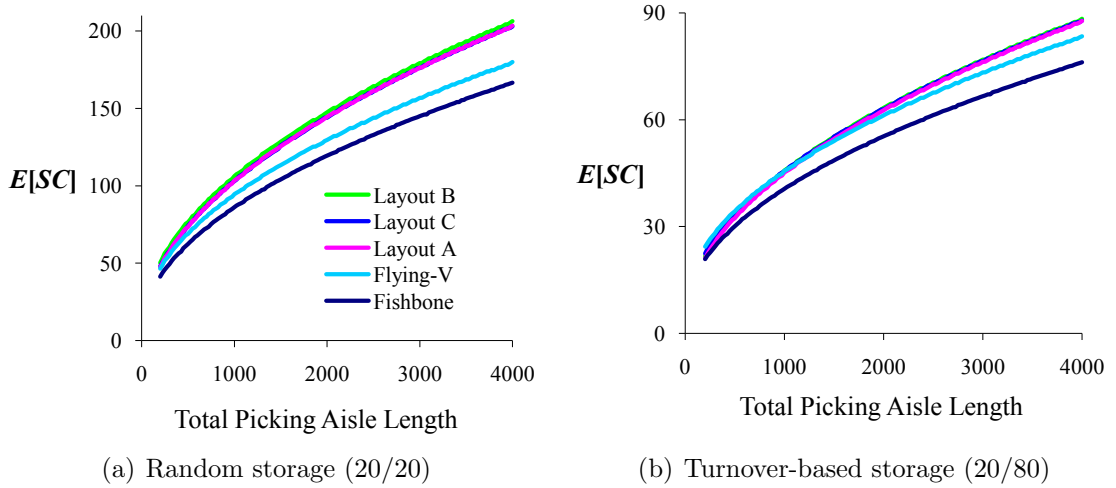 200
150
100
50
0
E[SC]
Layout B
Layout C
Layout A
Flying-V
Fishbone
0 1000 2000 3000 4000
Total Picking Aisle Length
(a) Random storage (20/20)
90
60
30
0
E[SC]
0 1000 2000 3000 4000
Total Picking Aisle Length
(b) Turnover-based storage (20/80)